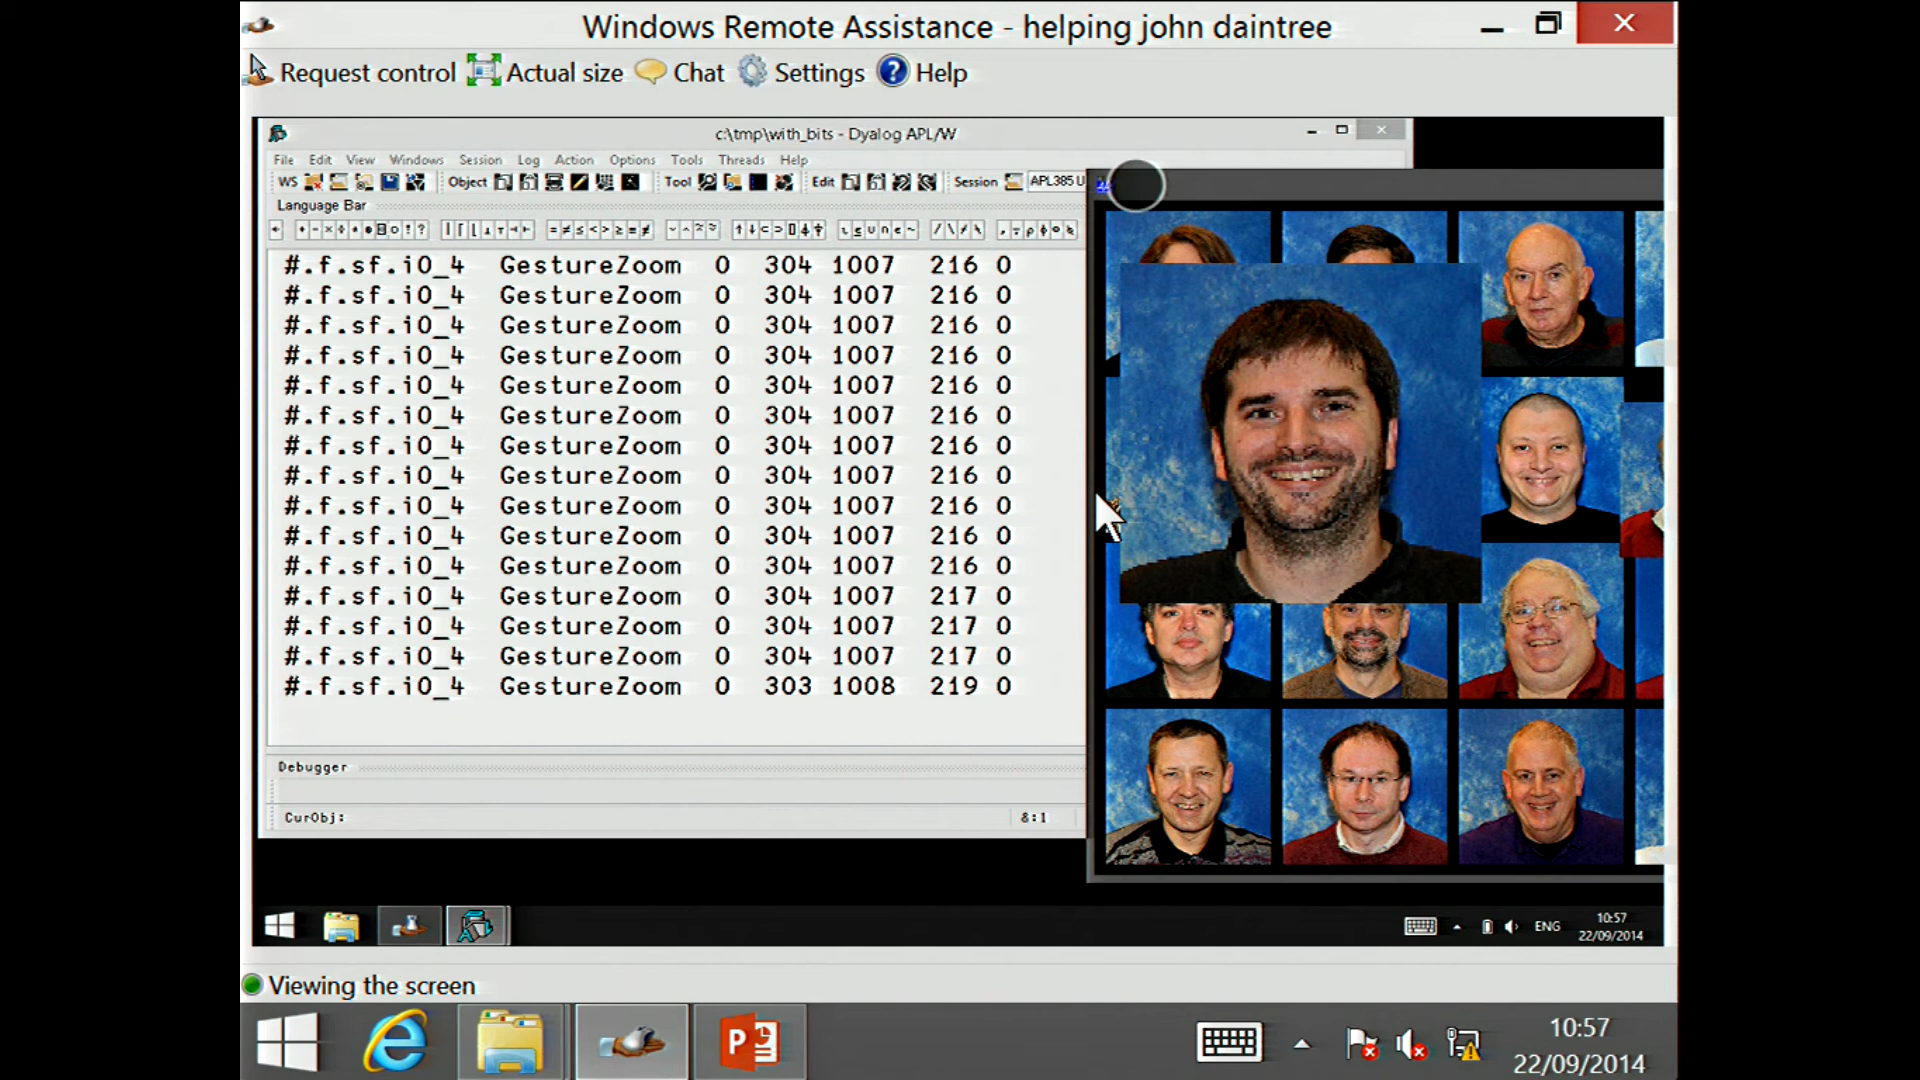 Windows Remote Assistance - helping john daintree
Request control Actual size Chat Settings Help
c:\tmp\with_bits - Dyalog APL/W
File Edit View Windows Session Log Action Options Tools Threads Help
WS Object Tool Edit Session APL385 U
Language Bar
#.f.sf.i0_4 GestureZoom 0 304 1007 216 0
#.f.sf.i0_4 GestureZoom 0 304 1007 216 0
#.f.sf.i0_4 GestureZoom 0 304 1007 216 0
#.f.sf.i0_4 GestureZoom 0 304 1007 216 0
#.f.sf.i0_4 GestureZoom 0 304 1007 216 0
#.f.sf.i0_4 GestureZoom 0 304 1007 216 0
#.f.sf.i0_4 GestureZoom 0 304 1007 216 0
#.f.sf.i0_4 GestureZoom 0 304 1007 216 0
#.f.sf.i0_4 GestureZoom 0 304 1007 216 0
#.f.sf.i0_4 GestureZoom 0 304 1007 216 0
#.f.sf.i0_4 GestureZoom 0 304 1007 216 0
#.f.sf.i0_4 GestureZoom 0 304 1007 217 0
#.f.sf.i0_4 GestureZoom 0 304 1007 217 0
#.f.sf.i0_4 GestureZoom 0 304 1007 217 0
#.f.sf.i0_4 GestureZoom 0 303 1008 219 0
Debugger
CurObj:
&:1
ENG
10:57
22/09/2014
Viewing the screen
10:57
22/09/2014